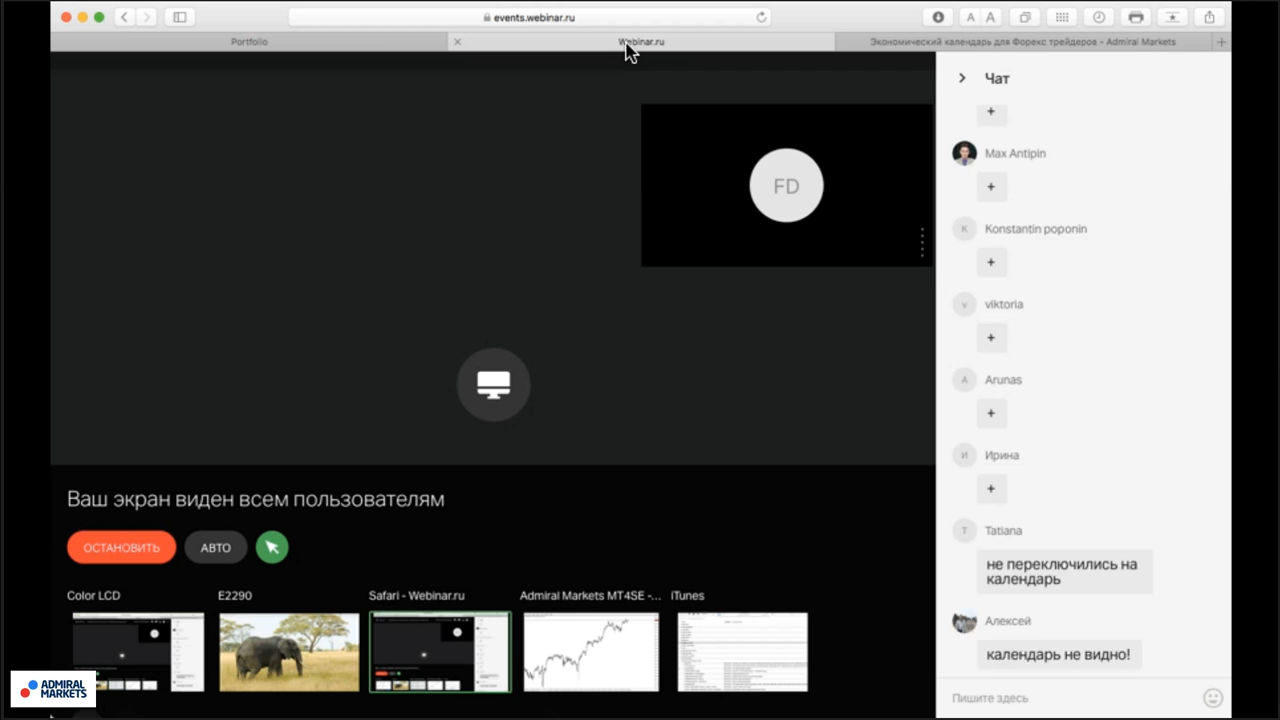 events.webinar.ru
A A
Portfolio
Webinar.ru
Экономический календарь для Форекс трейдеров - Admiral Markets
FD
Ваш экран виден всем пользователям
ОСТАНОВИТЬ
АВТО
Color LCD
E2290
Safari - Webinar.ru
Admiral Markets MT4SE -...
iTunes
ADMIRAL
MARKETS
Чат
+
Max Antipin
+
K
Konstantin poponin
+
v
viktoria
+
A
Arunas
+
И
Ирина
+
T
Tatiana
не переключились на
календарь
Алексей
календарь не видно!
Пишите здесь